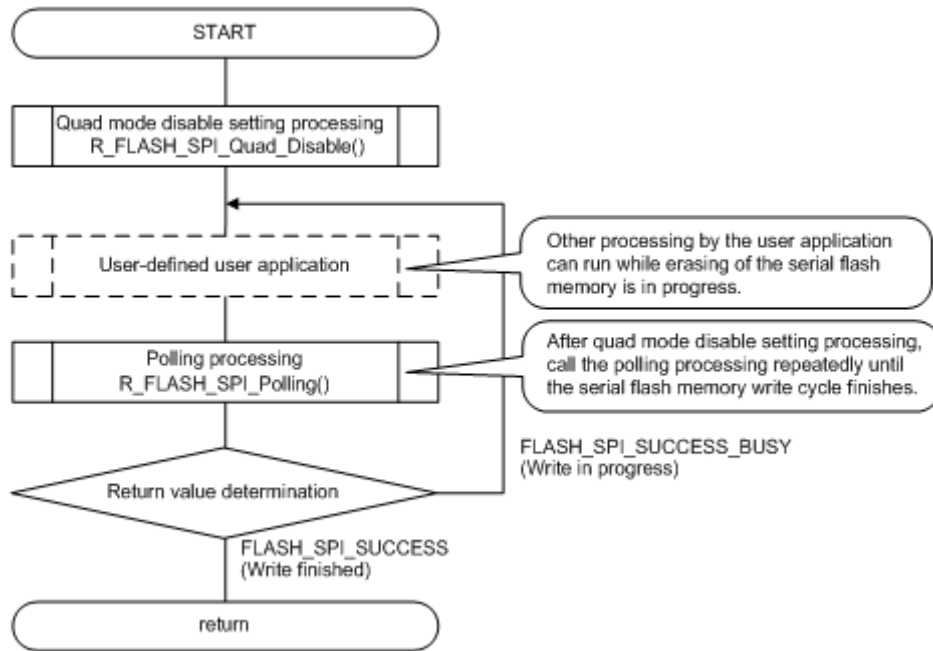 START
Quad mode disable setting processing
R_FLASH_SPI_Quad_Disable()
User-defined user application
Other processing by the user application
can run while erasing of the serial flash
memory is in progress.
Polling processing
R_FLASH_SPI_Polling()
After quad mode disable setting processing,
call the polling processing repeatedly until
the serial flash memory write cycle finishes.
Return value determination
FLASH_SPI_SUCCESS_BUSY
(Write in progress)
FLASH_SPI_SUCCESS
(Write finished)
return